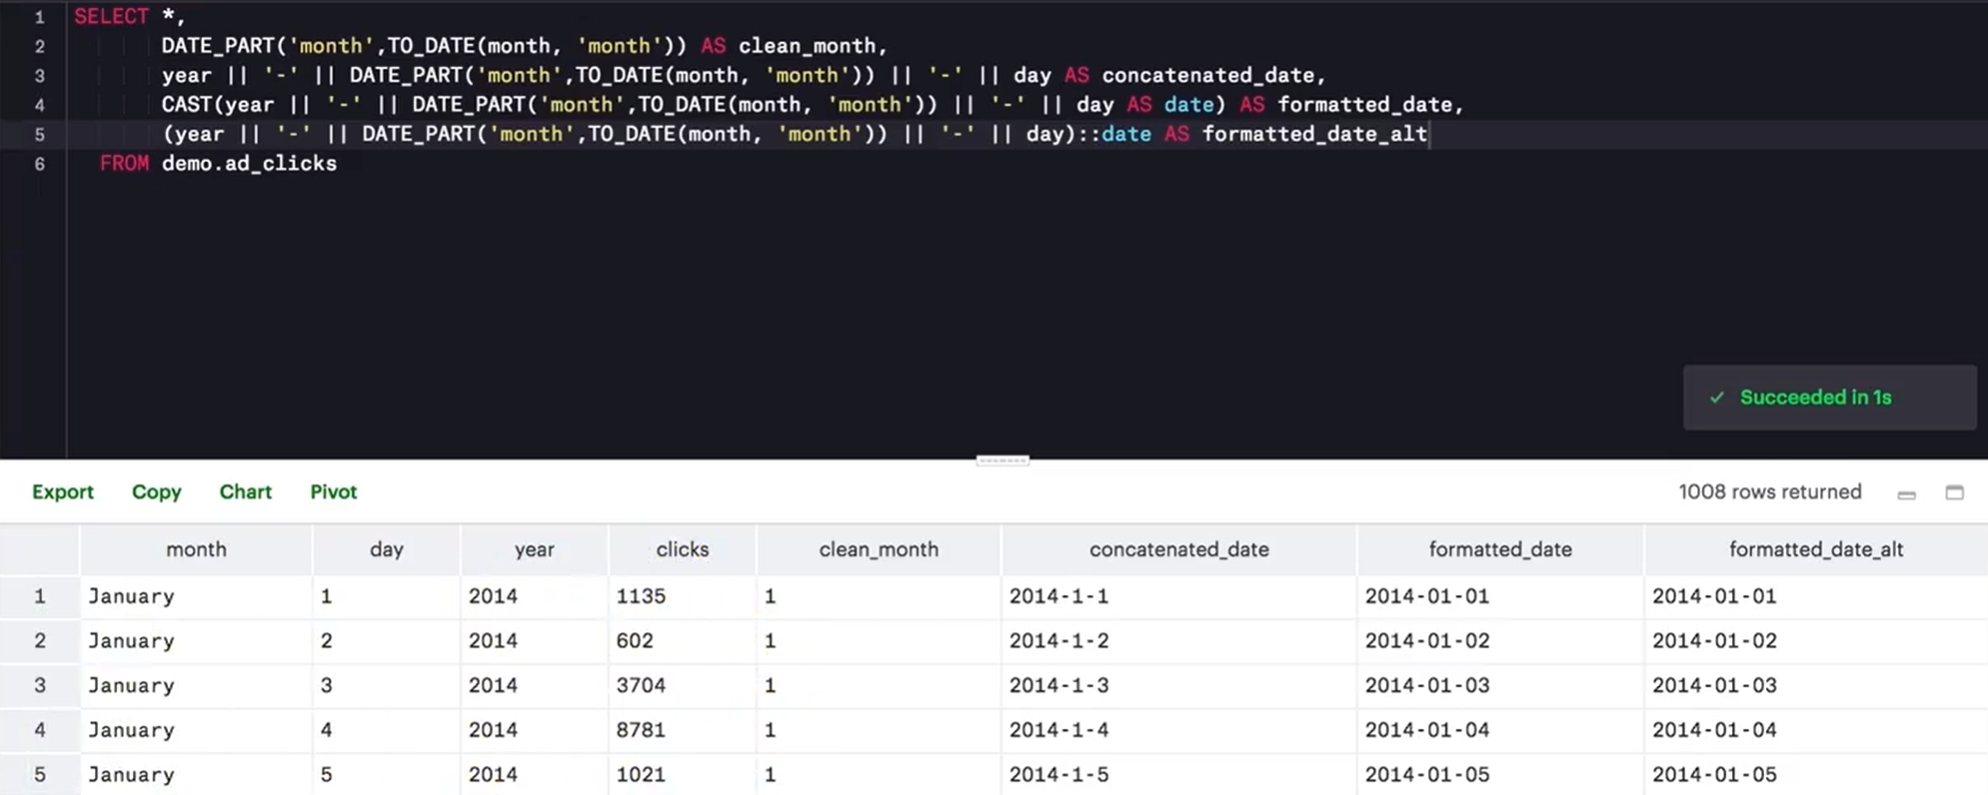 1 SELECT *,
2 DATE_PART('month',TO_DATE(month, 'month')) AS clean_month,
3 year || '-' || DATE_PART('month',TO_DATE(month, 'month')) || '-' || day AS concatenated_date,
4 CAST(year || '-' || DATE_PART('month',TO_DATE(month, 'month')) || '-' || day AS date) AS formatted_date,
5 (year || '-' || DATE_PART('month',TO_DATE(month, 'month')) || '-' || day)::date AS formatted_date_alt
6 FROM demo.ad_clicks
✓ Succeeded in 1s
Export Copy Chart Pivot 1008 rows returned
month day year clicks clean_month concatenated_date formatted_date formatted_date_alt
1 January 1 2014 1135 1 2014-1-1 2014-01-01 2014-01-01
2 January 2 2014 602 1 2014-1-2 2014-01-02 2014-01-02
3 January 3 2014 3704 1 2014-1-3 2014-01-03 2014-01-03
4 January 4 2014 8781 1 2014-1-4 2014-01-04 2014-01-04
5 January 5 2014 1021 1 2014-1-5 2014-01-05 2014-01-05